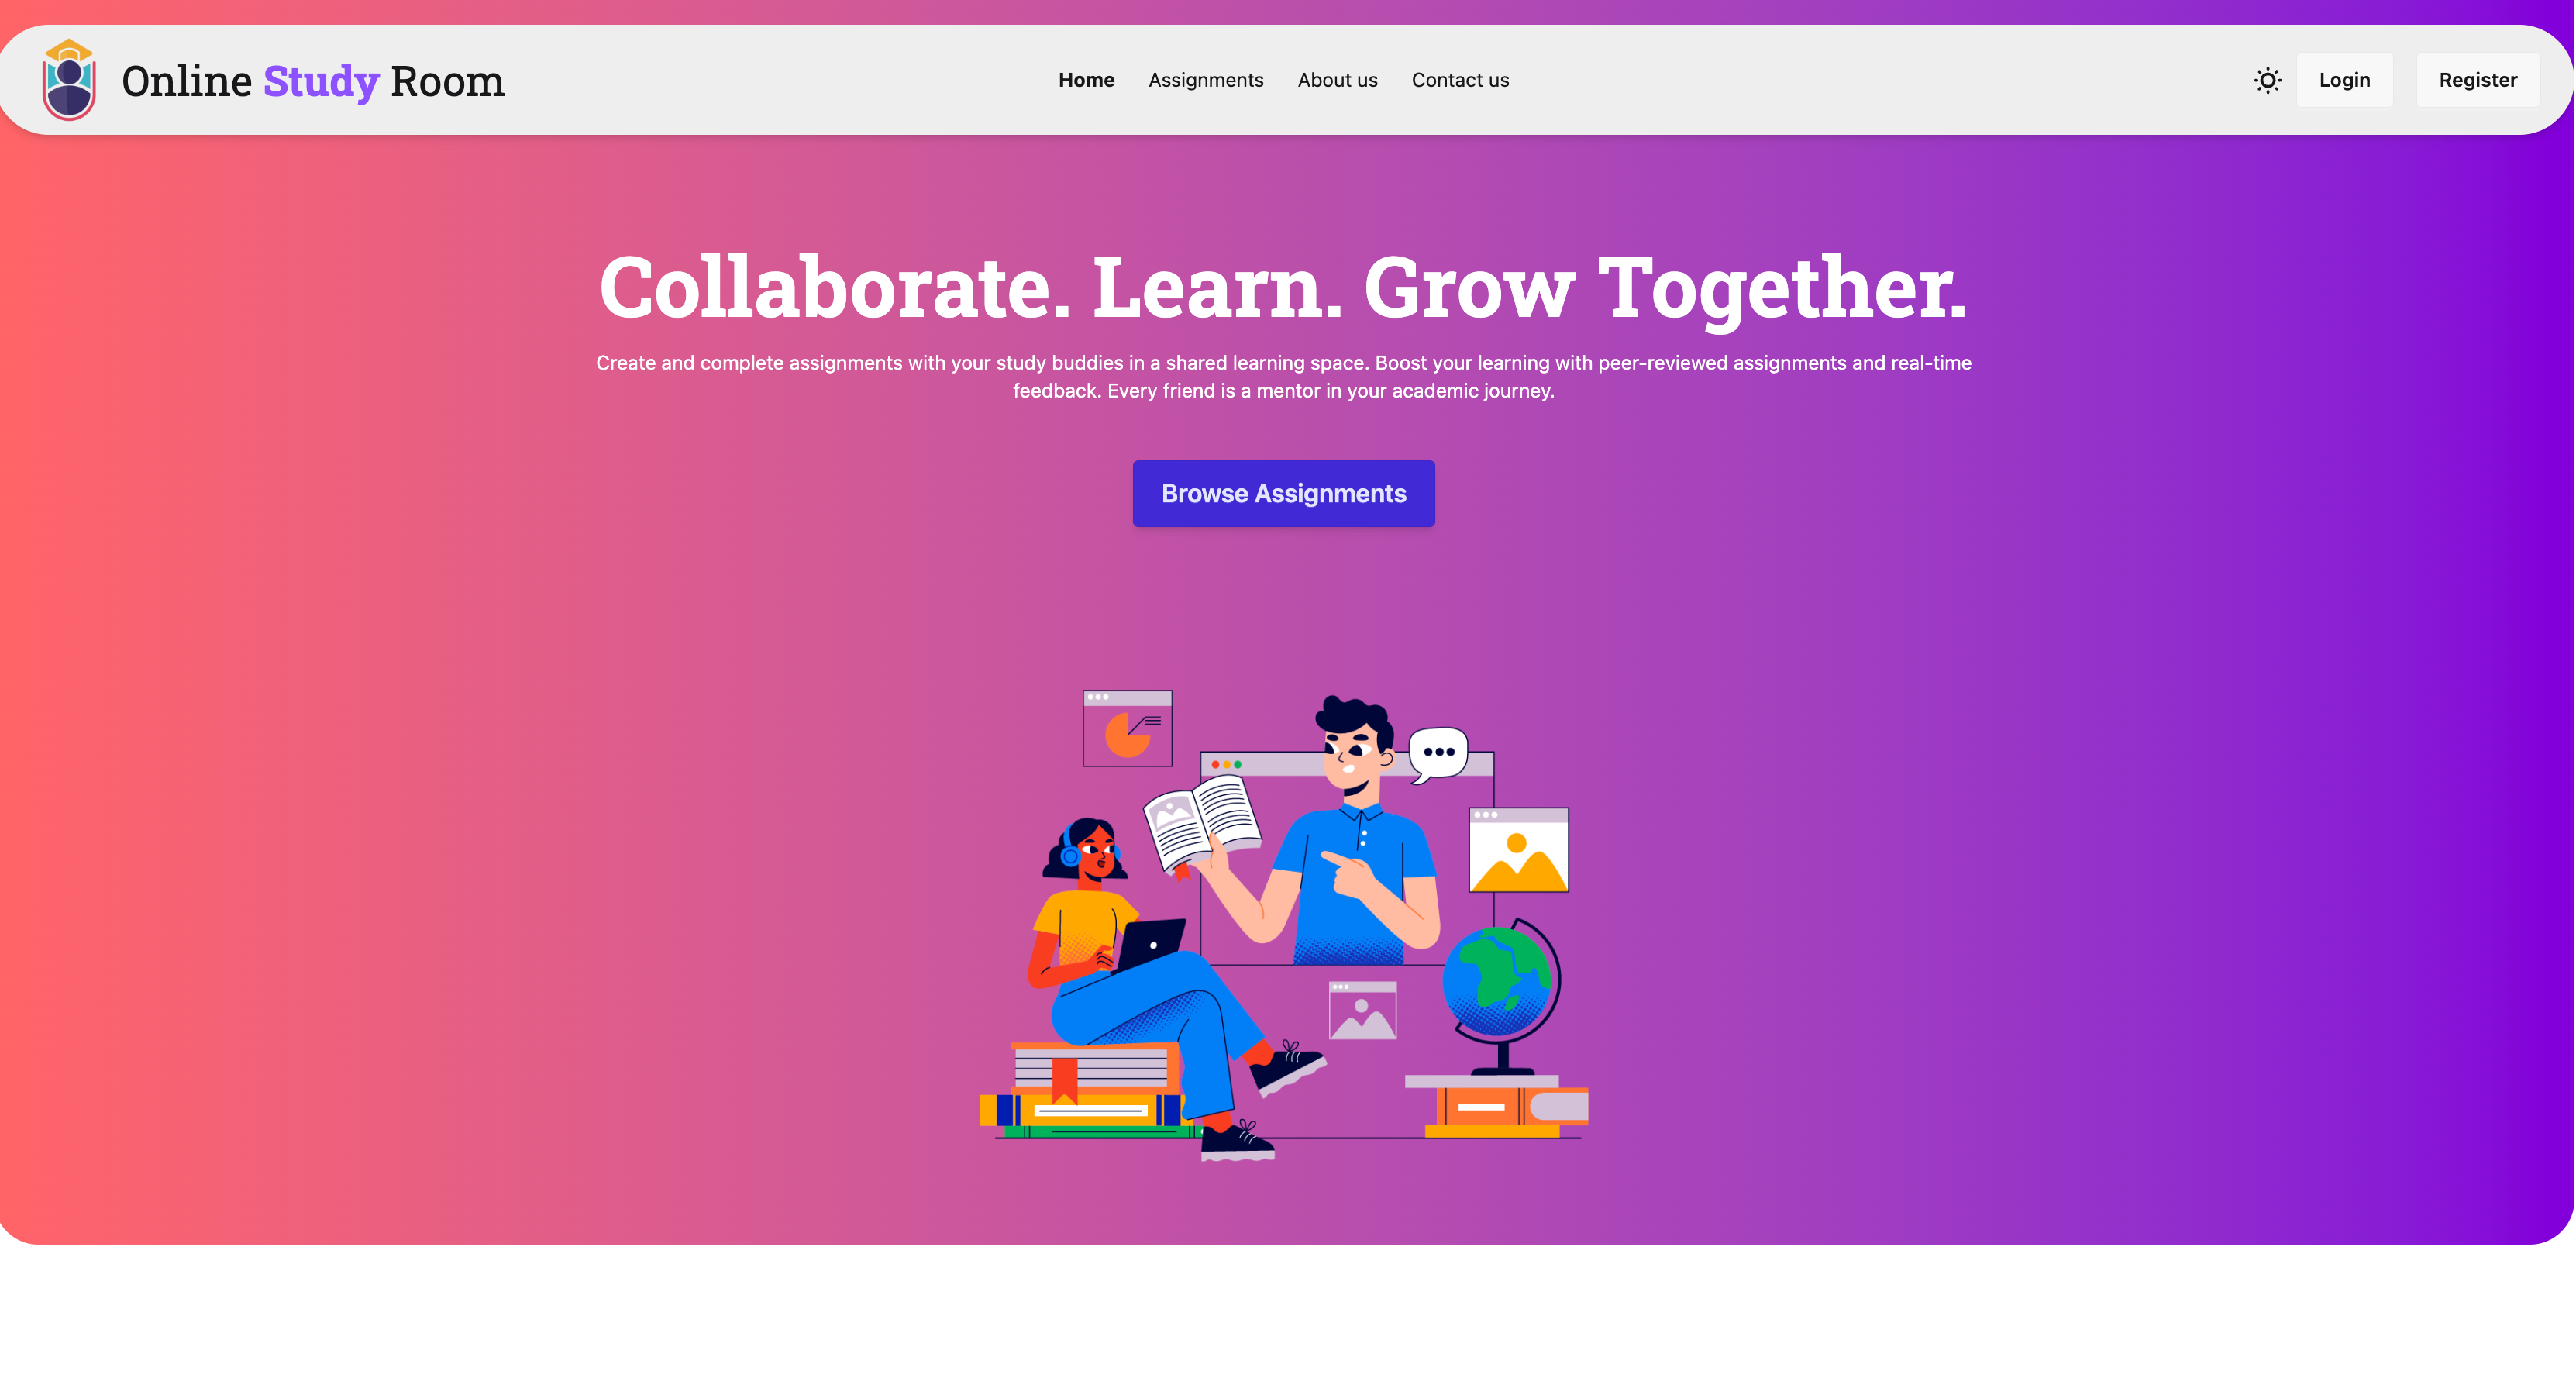 Online Study Room
Home
Assignments
About us
Contact us
Login
Register
Collaborate. Learn. Grow Together.
Create and complete assignments with your study buddies in a shared learning space. Boost your learning with peer-reviewed assignments and real-time
feedback. Every friend is a mentor in your academic journey.
Browse Assignments